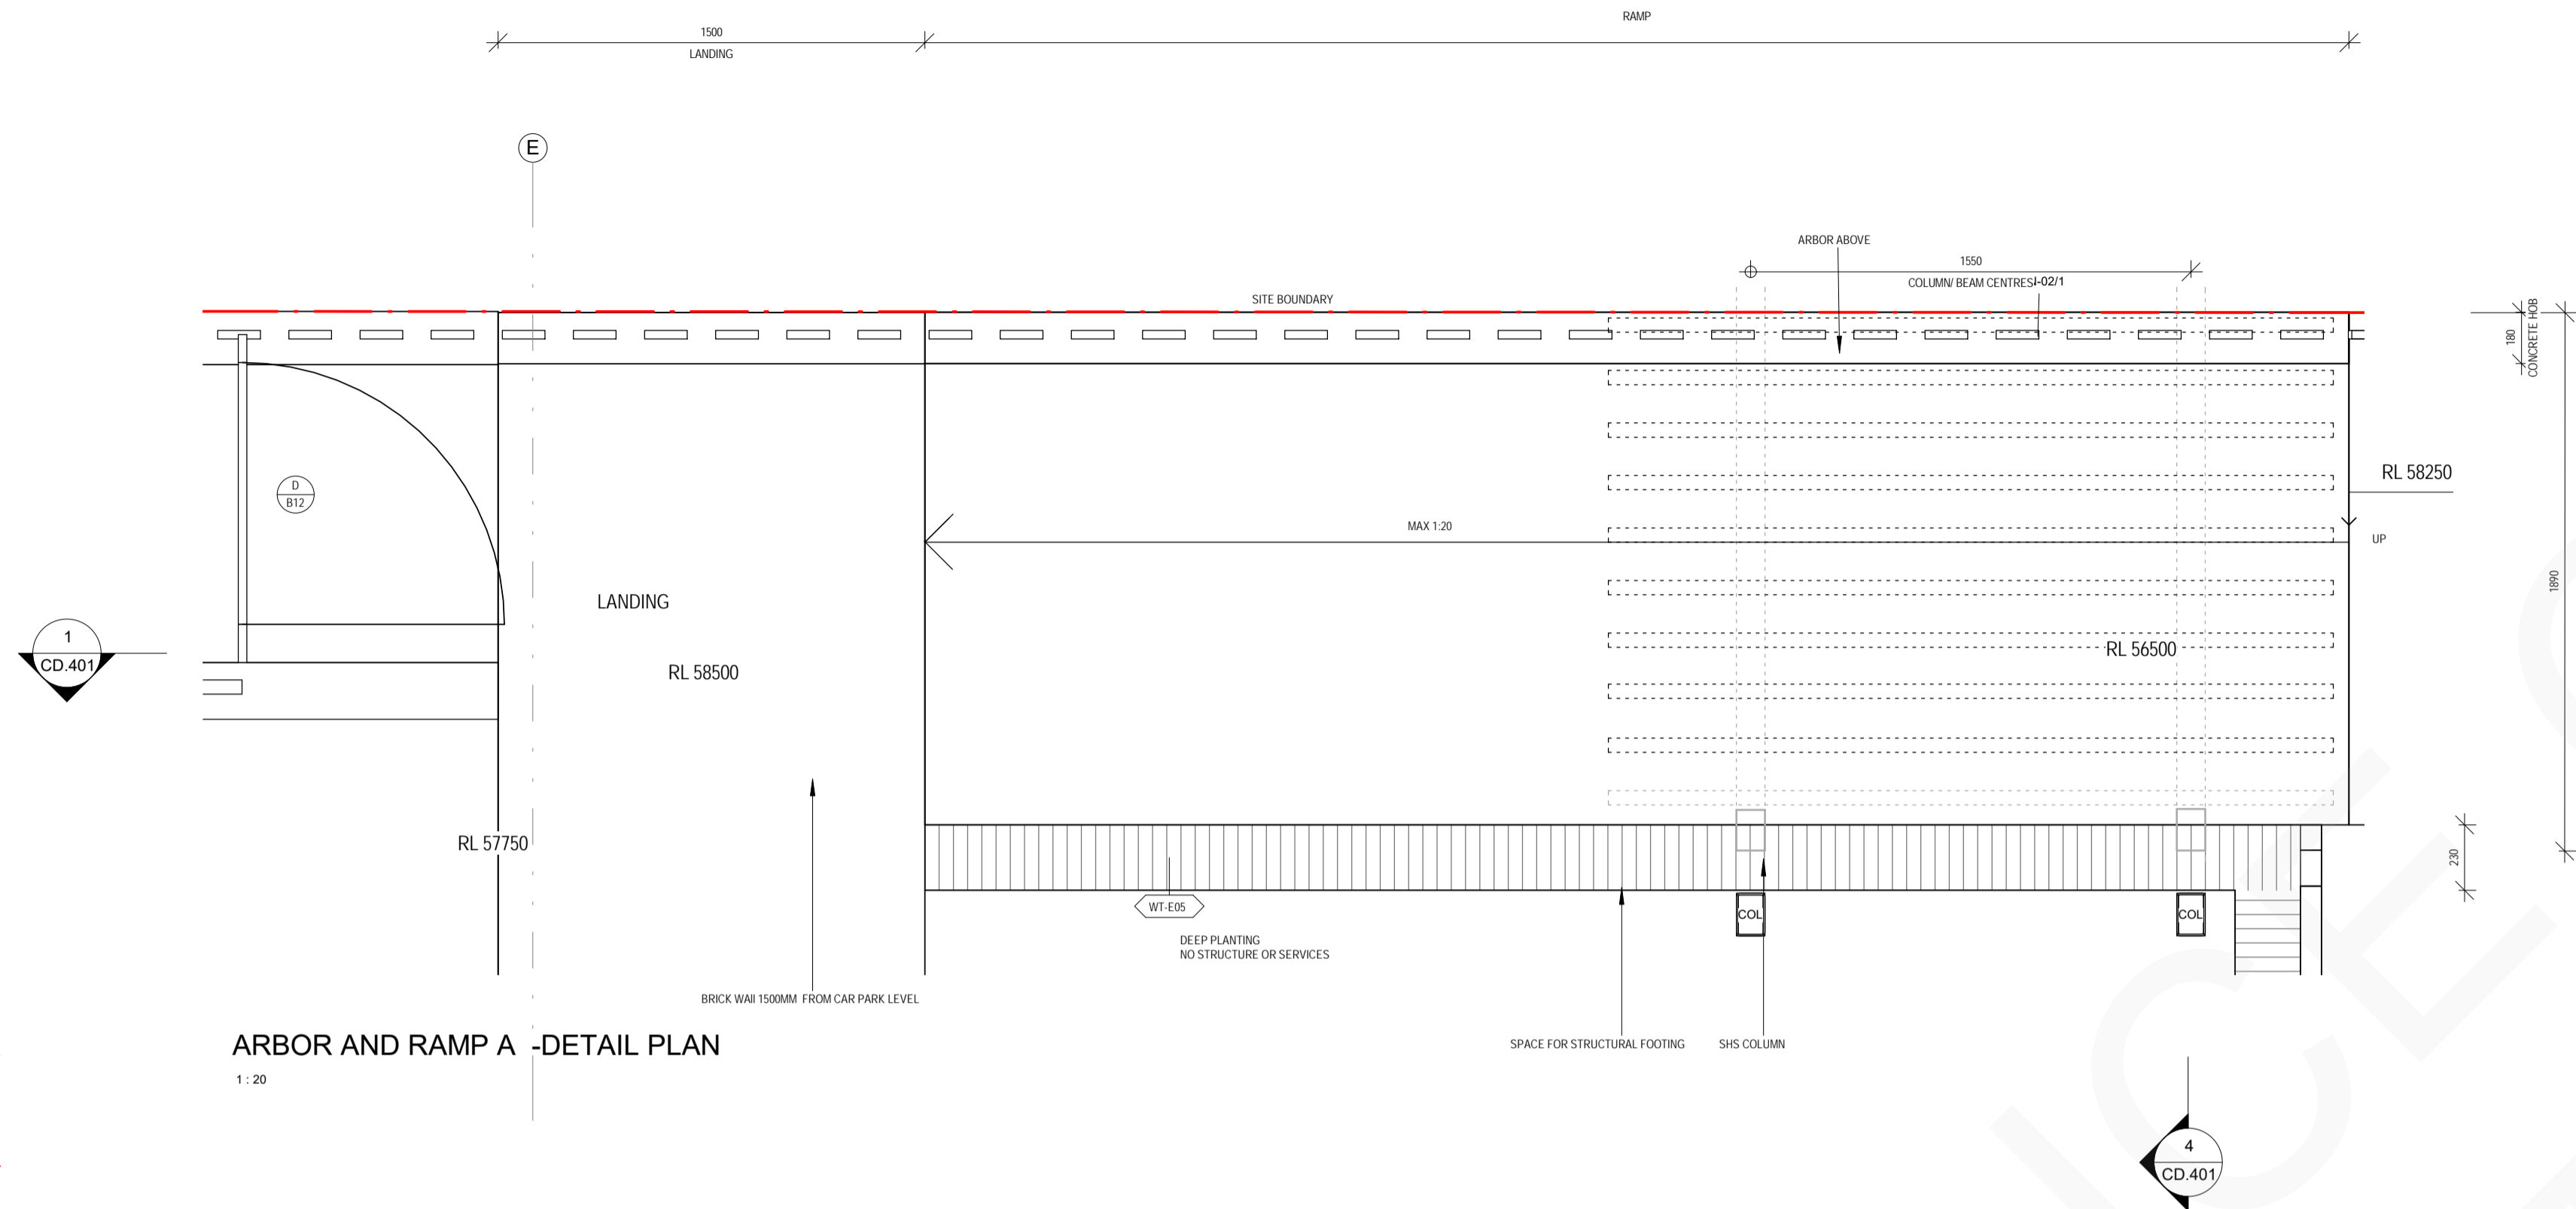 RAMP
1500
LANDING
E
ARBOR ABOVE
1550
COLUMN/ BEAM CENTRES
I-02/1
SITE BOUNDARY
180
CONCRETE HOB
RL 58250
D
B12
MAX 1:20
UP
1890
LANDING
1
CD.401
RL 56500
RL 58500
RL 57750
230
WT-E05
COL
COL
DEEP PLANTING
NO STRUCTURE OR SERVICES
BRICK WAll 1500MM FROM CAR PARK LEVEL
SPACE FOR STRUCTURAL FOOTING
SHS COLUMN
ARBOR AND RAMP A -DETAIL PLAN
1 : 20
4
CD.401